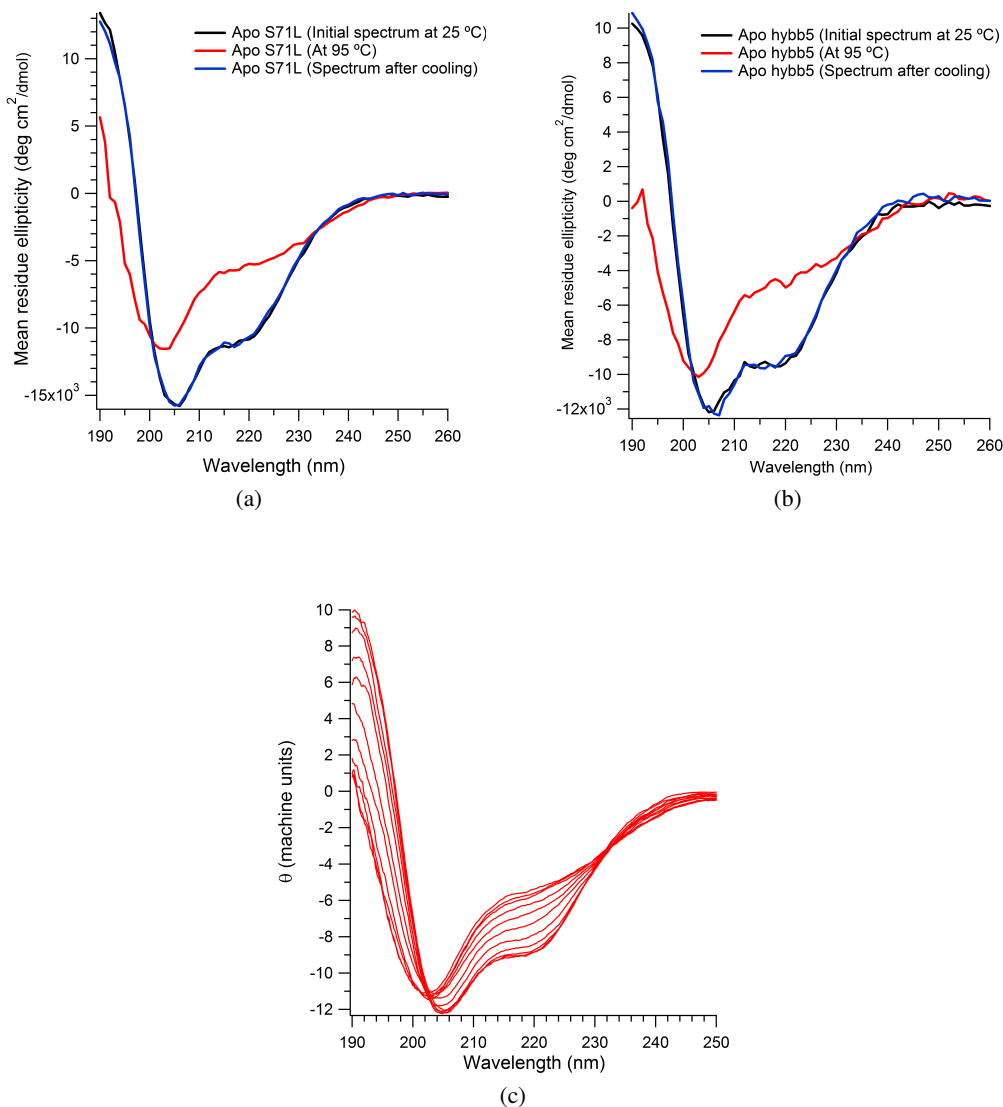 Apo S71L (Initial spectrum at 25 ºC)
Apo S71L (At 95 ºC)
Apo S71L (Spectrum after cooling)
Mean residue ellipticity (deg cm²/dmol)
10
5
0
-5
-10
-15x10³
190 200 210 220 230 240 250 260
Wavelength (nm)
(a)
Apo hybb5 (Initial spectrum at 25 ºC)
Apo hybb5 (At 95 ºC)
Apo hybb5 (Spectrum after cooling)
Mean residue ellipticity (deg cm²/dmol)
10
8
6
4
2
0
-2
-4
-6
-8
-10
-12x10³
190 200 210 220 230 240 250 260
Wavelength (nm)
(b)
θ (machine units)
10
8
6
4
2
0
-2
-4
-6
-8
-10
-12
190 200 210 220 230 240 250
Wavelength (nm)
(c)